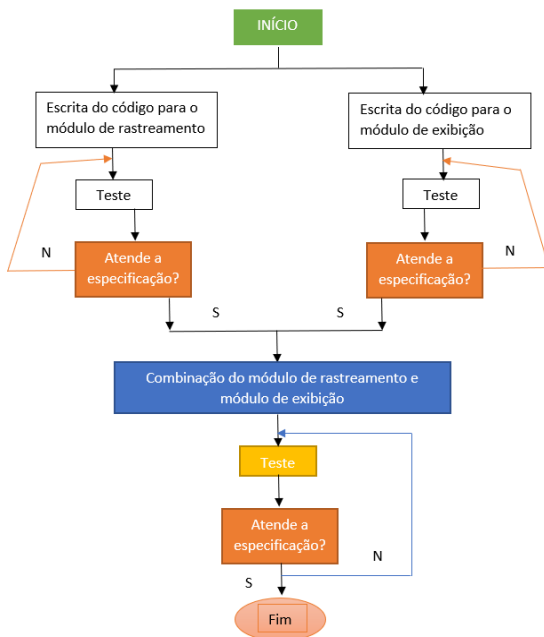 INÍCIO
Escrita do código para o
módulo de rastreamento
Escrita do código para o
módulo de exibição
Teste
Teste
N
Atende a
especificação?
Atende a
especificação?
N
S
S
Combinação do módulo de rastreamento e
módulo de exibição
Teste
Atende a
especificação?
N
S
Fim